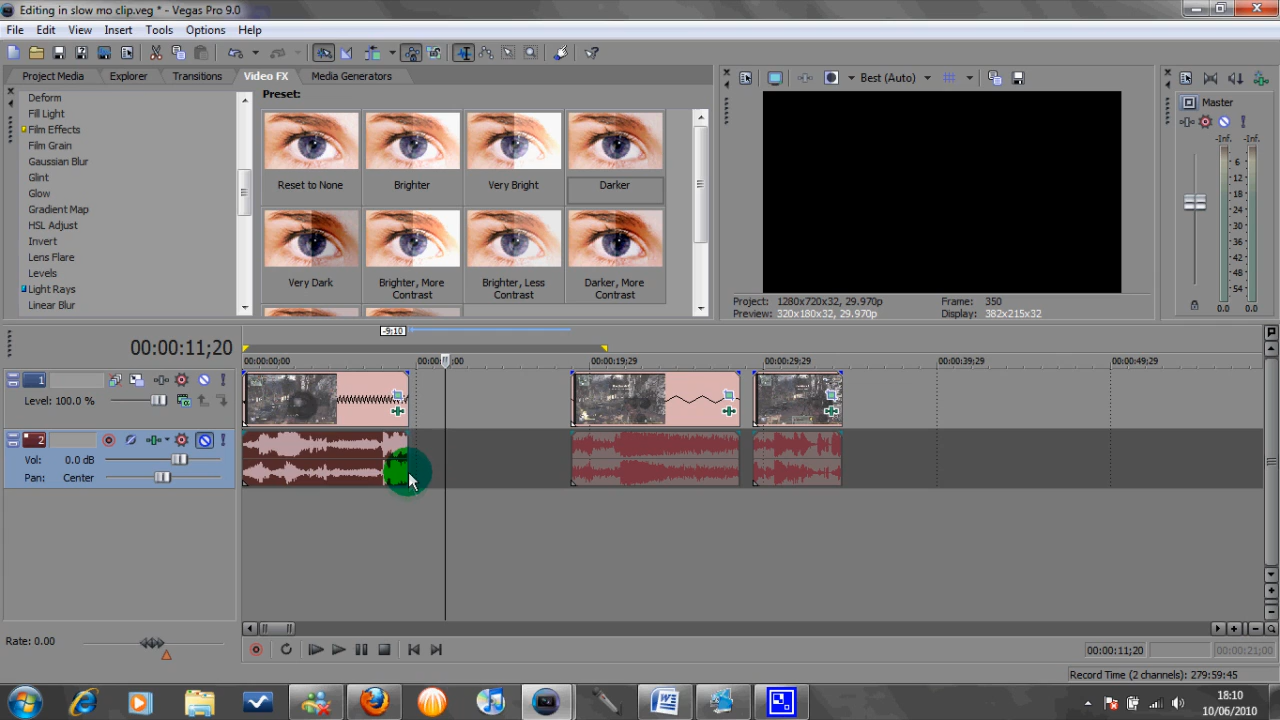 Editing in slow mo clip.veg * - Vegas Pro 9.0
File Edit View Insert Tools Options Help
Project Media Explorer Transitions Video FX Media Generators
Best (Auto)
Deform
Fill Light
Film Effects
Film Grain
Gaussian Blur
Glint
Glow
Gradient Map
HSL Adjust
Invert
Lens Flare
Levels
Light Rays
Linear Blur
Preset:
Reset to None Brighter Very Bright Darker
Very Dark Brighter, More Contrast Brighter, Less Contrast Darker, More Contrast
Project: 1280x720x32, 29.970p Frame: 350
Preview: 320x180x32, 29.970p Display: 382x215x32
Master
-Inf. -Inf.
6
12
18
24
30
36
42
48
54
0.0 0.0
-9:10
00:00:11;20
00:00:00;00 00:00:19;29 00:00:29;29 00:00:39;29 00:00:49;29
1
Level: 100.0 %
2
Vol: 0.0 dB
Pan: Center
Rate: 0.00
00:00:11;20 00:00:21;00
Record Time (2 channels): 279:59:45
18:10
10/06/2010